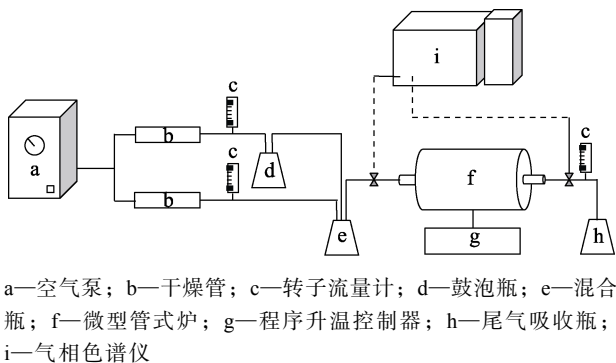 i
c
b
a
d
c
b
e
f
c
g
h
a—空气泵；b—干燥管；c—转子流量计；d—鼓泡瓶；e—混合
瓶；f—微型管式炉；g—程序升温控制器；h—尾气吸收瓶；
i—气相色谱仪